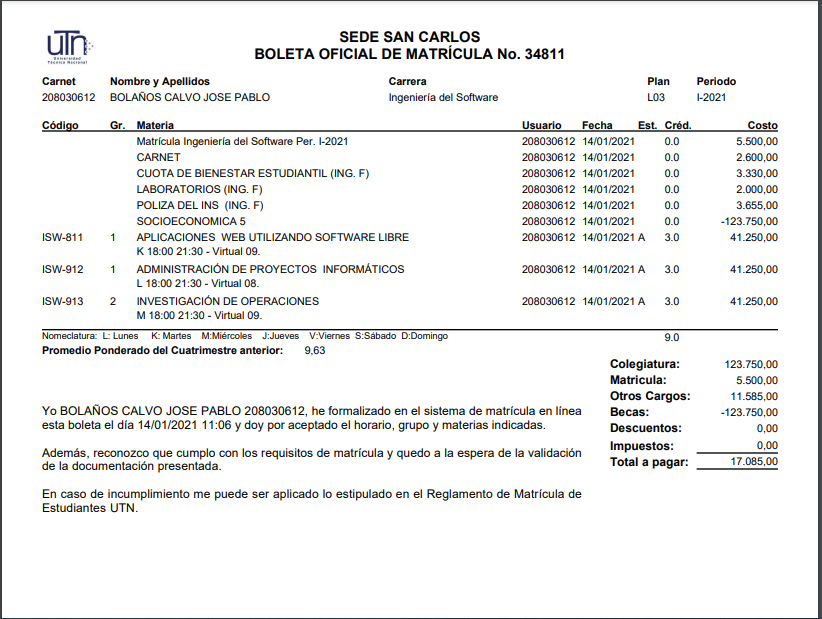 UTN
Universidad
Técnica Nacional
SEDE SAN CARLOS
BOLETA OFICIAL DE MATRÍCULA No. 34811
Carnet Nombre y Apellidos Carrera Plan Periodo
208030612 BOLAÑOS CALVO JOSE PABLO Ingeniería del Software L03 I-2021
Código Gr. Materia Usuario Fecha Est. Créd. Costo
Matrícula Ingeniería del Software Per. I-2021 208030612 14/01/2021 0.0 5.500,00
CARNET 208030612 14/01/2021 0.0 2.600,00
CUOTA DE BIENESTAR ESTUDIANTIL (ING. F) 208030612 14/01/2021 0.0 3.330,00
LABORATORIOS (ING. F) 208030612 14/01/2021 0.0 2.000,00
POLIZA DEL INS (ING. F) 208030612 14/01/2021 0.0 3.655,00
SOCIOECONOMICA 5 208030612 14/01/2021 0.0 -123.750,00
ISW-811 1 APLICACIONES WEB UTILIZANDO SOFTWARE LIBRE 208030612 14/01/2021 A 3.0 41.250,00
K 18:00 21:30 - Virtual 09.
ISW-912 1 ADMINISTRACIÓN DE PROYECTOS INFORMÁTICOS 208030612 14/01/2021 A 3.0 41.250,00
L 18:00 21:30 - Virtual 08.
ISW-913 2 INVESTIGACIÓN DE OPERACIONES 208030612 14/01/2021 A 3.0 41.250,00
M 18:00 21:30 - Virtual 09.
Nomenclatura: L: Lunes K: Martes M:Miércoles J:Jueves V:Viernes S:Sábado D:Domingo 9.0
Promedio Ponderado del Cuatrimestre anterior: 9,63
Colegiatura: 123.750,00
Matricula: 5.500,00
Otros Cargos: 11.585,00
Becas: -123.750,00
Descuentos: 0,00
Impuestos: 0,00
Total a pagar: 17.085,00
Yo BOLAÑOS CALVO JOSE PABLO 208030612, he formalizado en el sistema de matrícula en línea
esta boleta el día 14/01/2021 11:06 y doy por aceptado el horario, grupo y materias indicadas.
Además, reconozco que cumplo con los requisitos de matrícula y quedo a la espera de la validación
de la documentación presentada.
En caso de incumplimiento me puede ser aplicado lo estipulado en el Reglamento de Matrícula de
Estudiantes UTN.